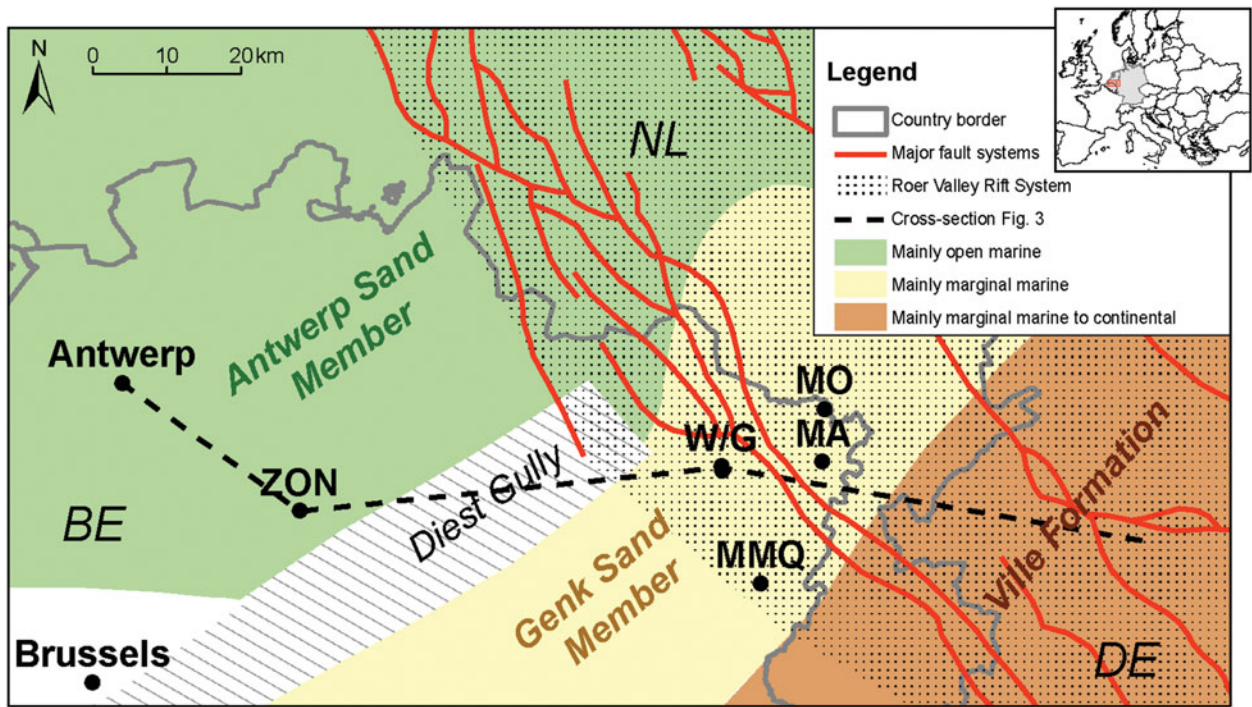 N
0 10 20 km
Legend
Country border
Major fault systems
Roer Valley Rift System
Cross-section Fig. 3
Mainly open marine
Mainly marginal marine
Mainly marginal marine to continental
NL
Antwerp Sand
Member
Antwerp
ZON
BE
Diest Gully
W/G
MO
MA
MMQ
Genk Sand
Member
Ville Formation
DE
Brussels